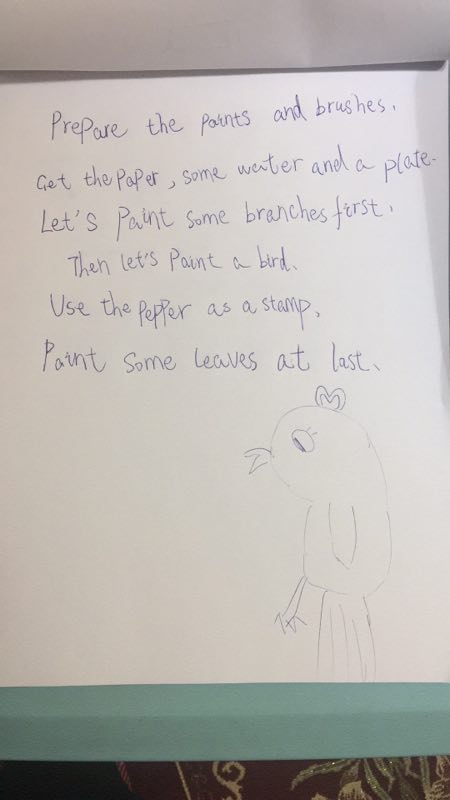 Prepare the paints and brushes.
Get the paper, some water and a plate.
Let's paint some branches first.
Then let's paint a bird.
Use the pepper as a stamp.
Paint some leaves at last.